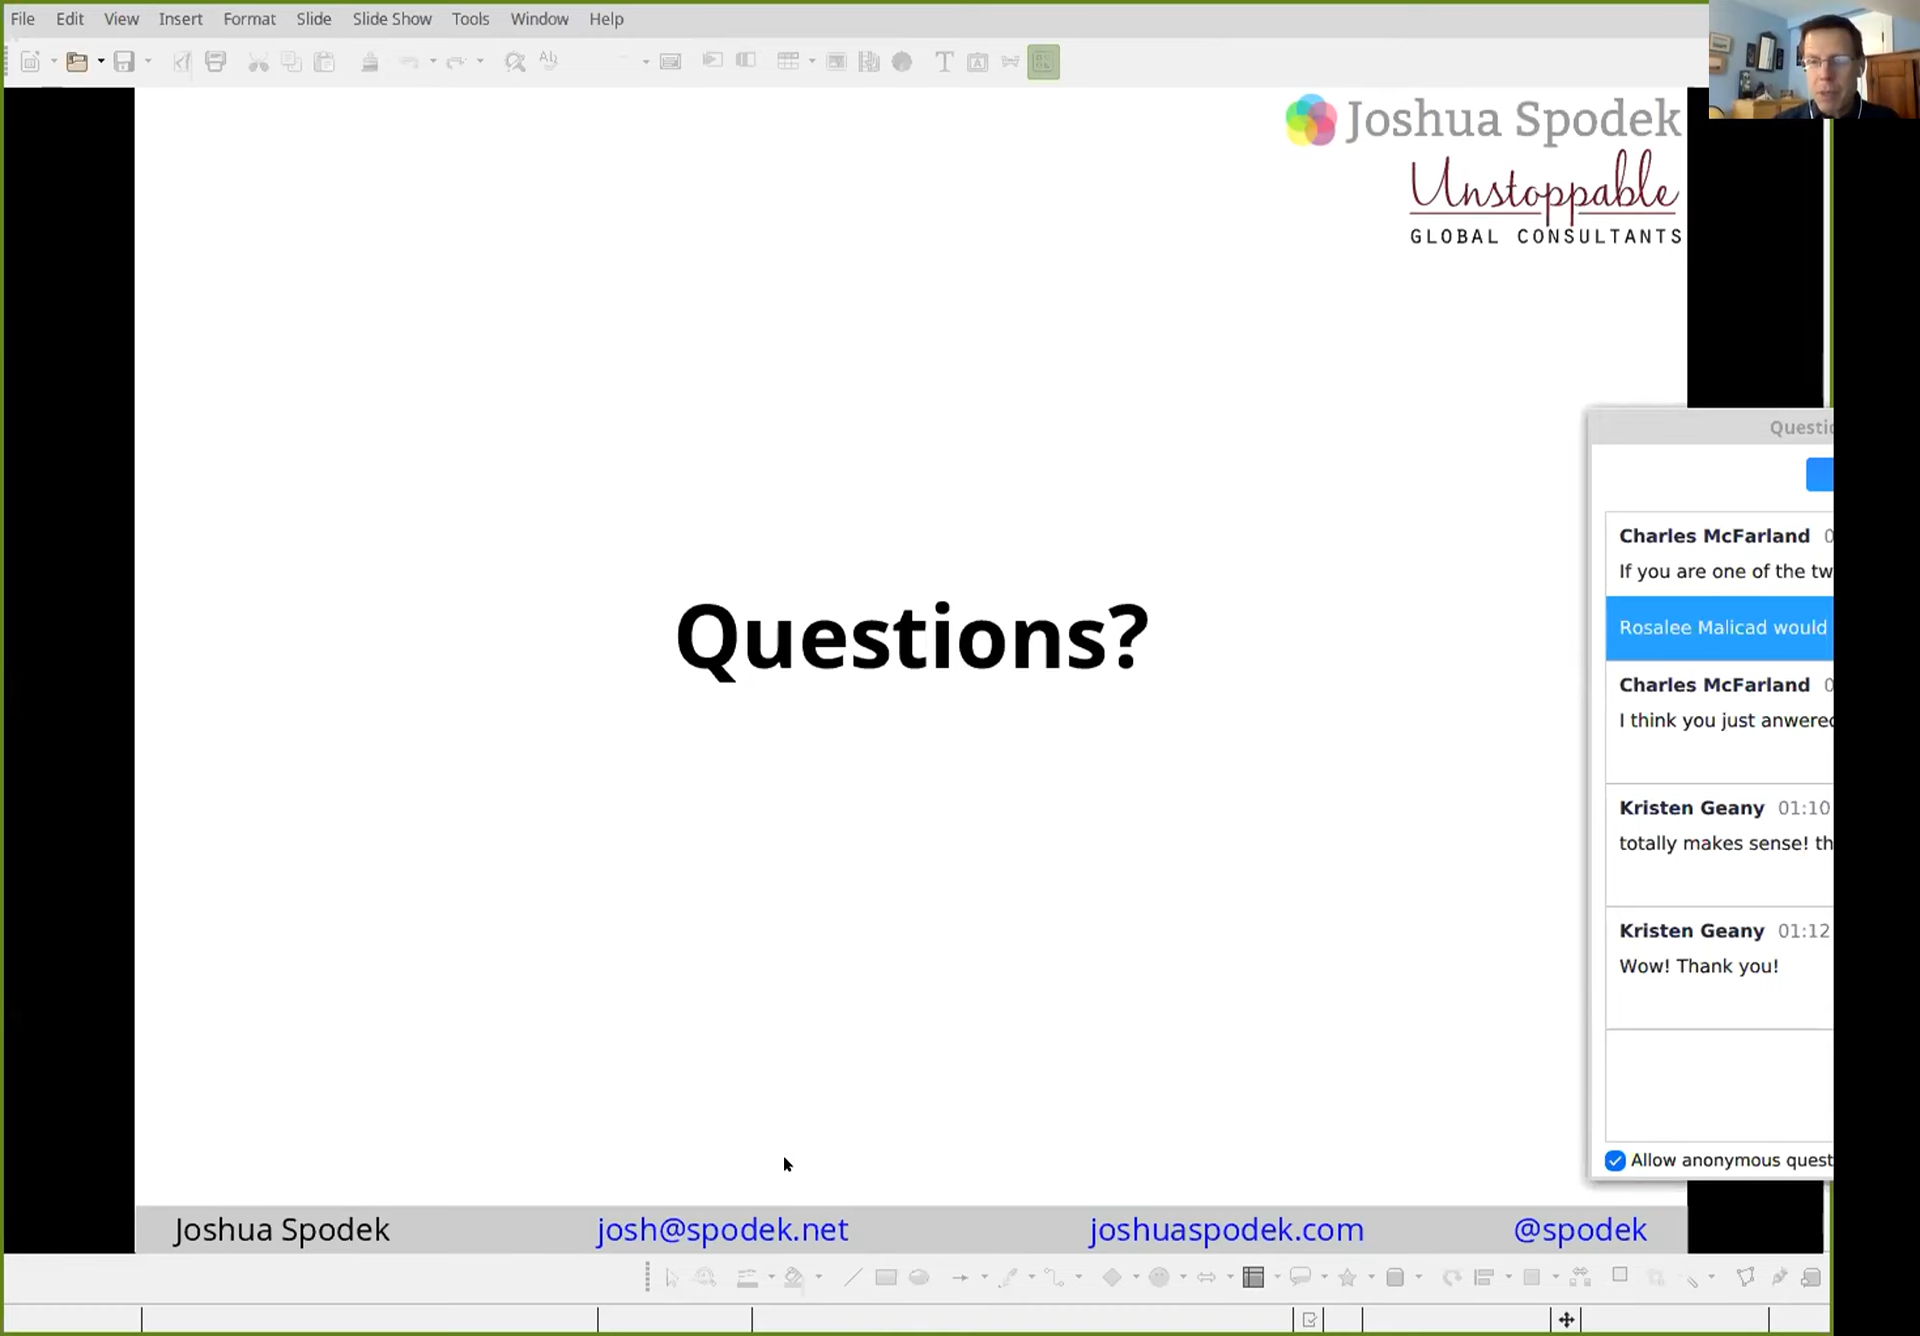 File Edit View Insert Format Slide Slide Show Tools Window Help
Joshua Spodek
Unstoppable
GLOBAL CONSULTANTS
Questions?
Charles McFarland
If you are one of the
Rosalee Malicad would
Charles McFarland
I think you just
Kristen Geany 01:10
totally makes sense!
Kristen Geany 01:12
Wow! Thank you!
Allow anonymous
Joshua Spodek josh@spodek.net joshuaspodek.com @spodek